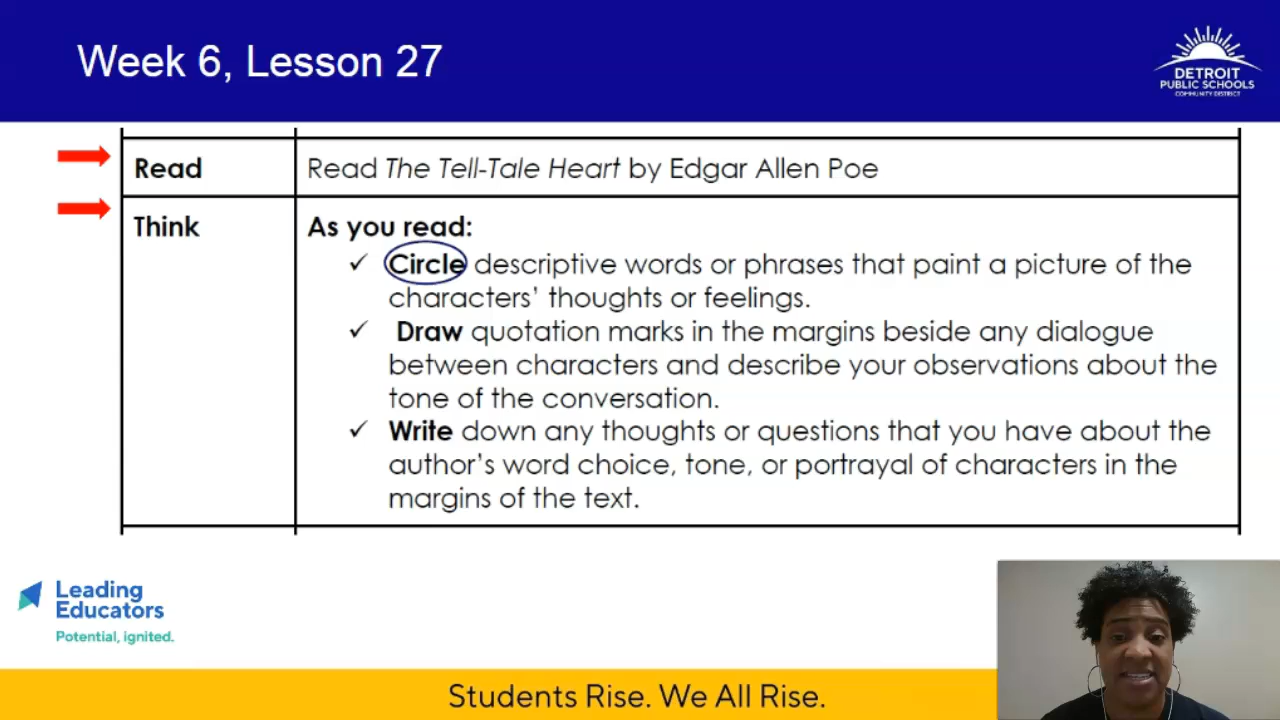 Week 6, Lesson 27
DETROIT
PUBLIC SCHOOLS
COMMUNITY DISTRICT
Read
Read The Tell-Tale Heart by Edgar Allen Poe
Think
As you read:
✓ Circle descriptive words or phrases that paint a picture of the
characters’ thoughts or feelings.
✓ Draw quotation marks in the margins beside any dialogue
between characters and describe your observations about the
tone of the conversation.
✓ Write down any thoughts or questions that you have about the
author’s word choice, tone, or portrayal of characters in the
margins of the text.
Leading
Educators
Potential, ignited.
Students Rise. We All Rise.